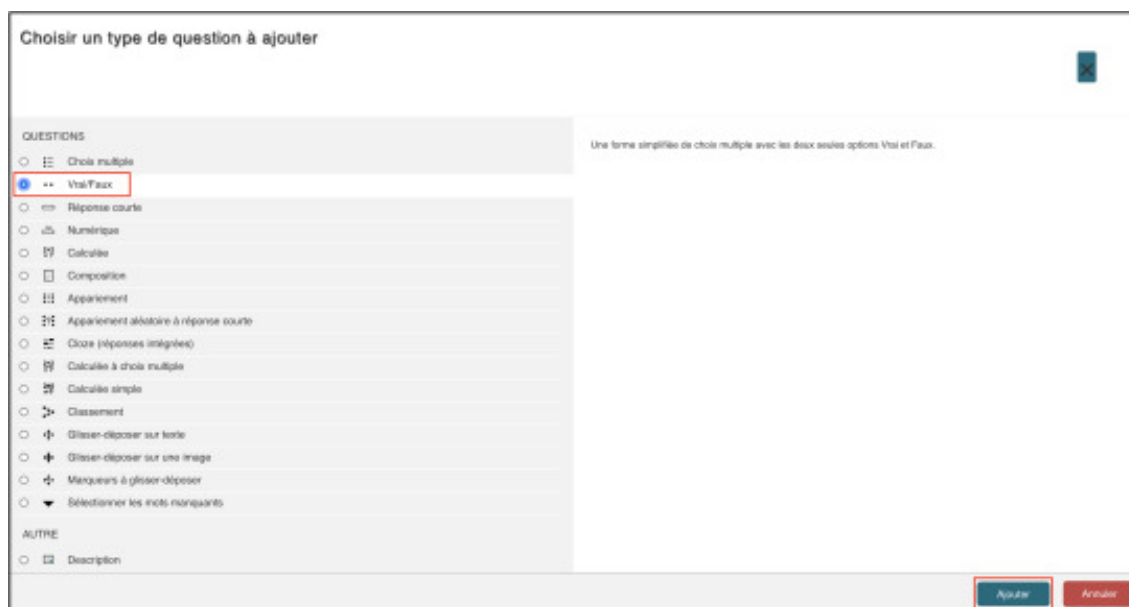 Choisir un type de question à ajouter
QUESTIONS
Choix multiple
Vrai/Faux
Réponse courte
Numérique
Calculée
Composition
Appariement
Appariement aléatoire à réponse courte
Cloze (réponses intégrées)
Calculée à choix multiple
Calculée simple
Classement
Glisser-déposer sur texte
Glisser-déposer sur une image
Marqueurs à glisser-déposer
Sélectionner les mots manquants
AUTRE
Description
Une forme simplifiée de choix multiple avec les deux seules options Vrai et Faux.
Ajouter
Annuler